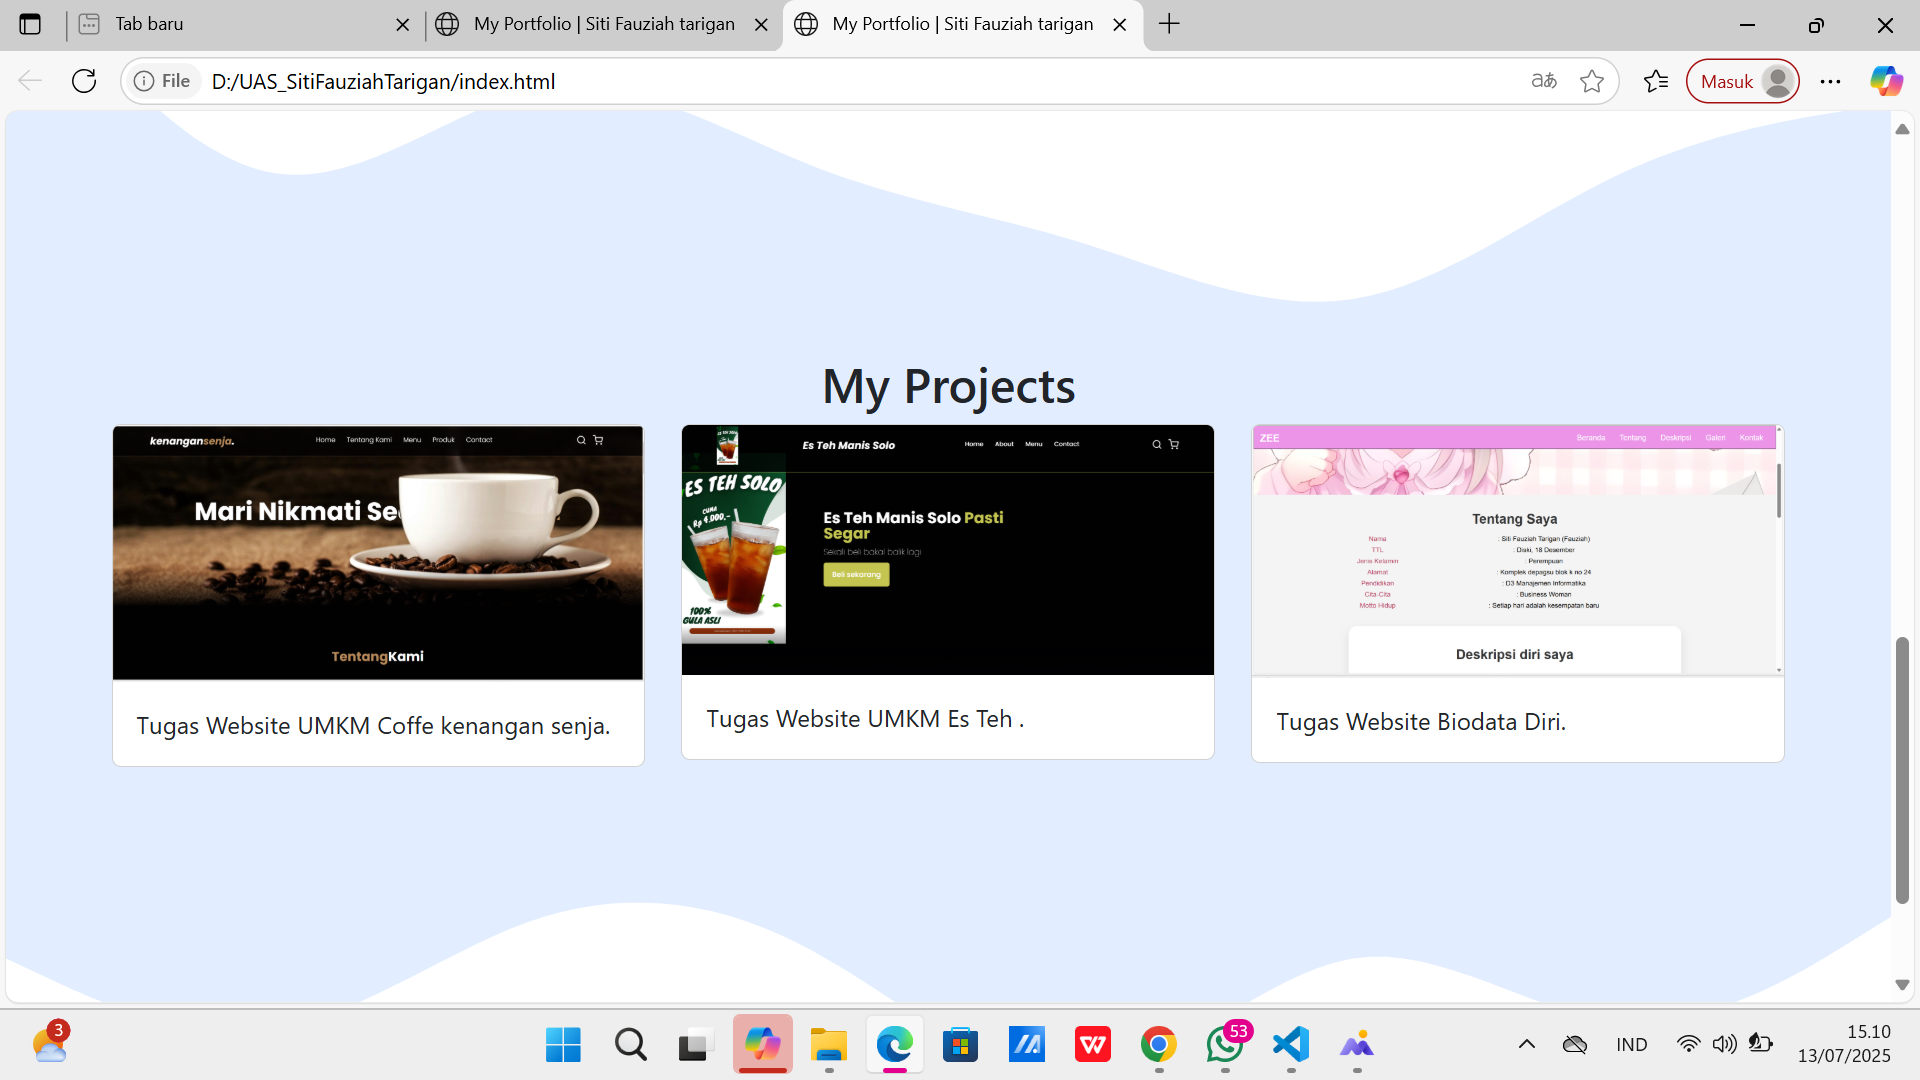 Tab baru
My Portfolio | Siti Fauziah tarigan
My Portfolio | Siti Fauziah tarigan
File
D:/UAS_SitiFauziahTarigan/index.html
aあ
Masuk
My Projects
kenangansenja.
Home Tentang Kami Menu Produk Contact
Mari Nikmati Se
TentangKami
Tugas Website UMKM Coffe kenangan senja.
Es Teh Manis Solo
Home About Menu Contact
ES TEH SOLO
CUMA
Rp 4.000,-
100%
GULA ASLI
Es Teh Manis Solo Pasti
Segar
Sekali beli bakal balik lagi
Beli sekarang
Tugas Website UMKM Es Teh .
ZEE
Beranda Tentang Deskripsi Galeri Kontak
Tentang Saya
Nama : Siti Fauziah Tarigan (Fauziah)
TTL : Diski, 18 Desember
Jenis Kelamin : Perempuan
Alamat : Komplek depagsu blok k no 24
Pendidikan : D3 Manajemen Informatika
Cita-Cita : Business Woman
Motto Hidup : Setiap hari adalah kesempatan baru
Deskripsi diri saya
Tugas Website Biodata Diri.
3
53
IND
15.10
13/07/2025